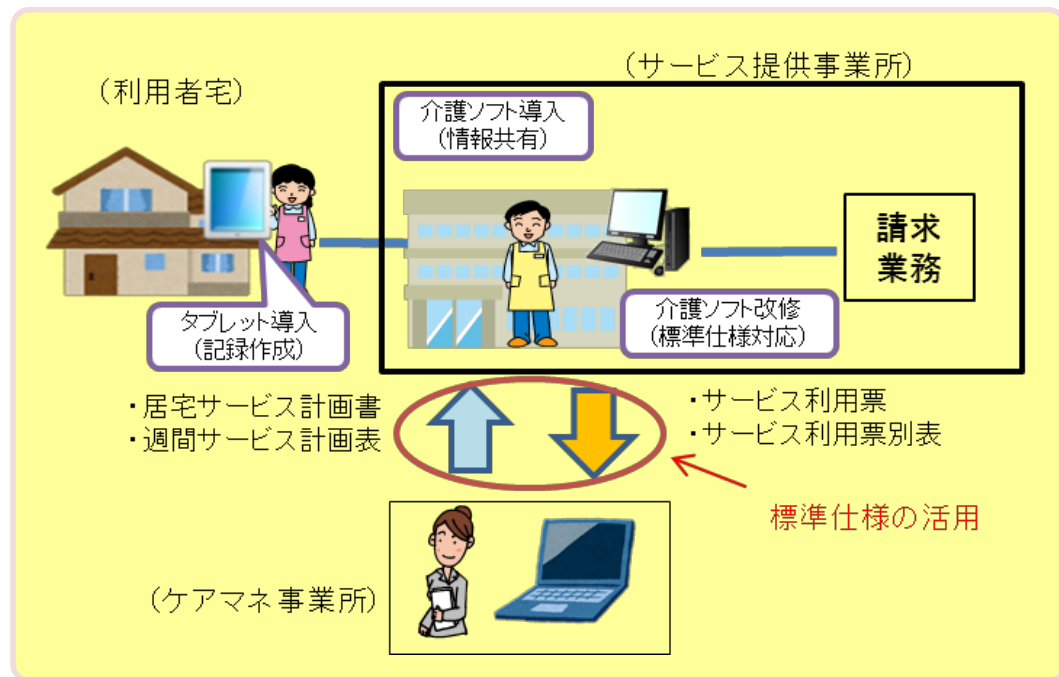 (サービス提供事業所)
(利用者宅)
介護ソフト導入
(情報共有)
請求
業務
タブレット導入
(記録作成)
介護ソフト改修
(標準仕様対応)
・居宅サービス計画書
・週間サービス計画表
・サービス利用票
・サービス利用票別表
標準仕様の活用
(ケアマネ事業所)